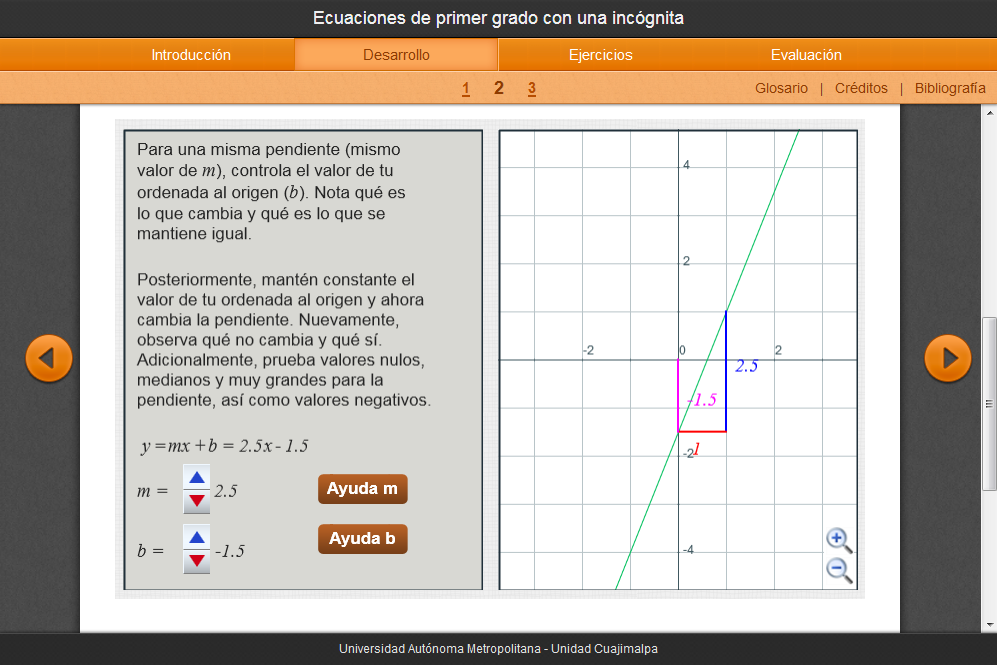 Ecuaciones de primer grado con una incógnita
Introducción
Desarrollo
Ejercicios
Evaluación
1 2 3
Glosario | Créditos | Bibliografía
Para una misma pendiente (mismo
valor de m), controla el valor de tu
ordenada al origen (b). Nota qué es
lo que cambia y qué es lo que se
mantiene igual.
Posteriormente, mantén constante el
valor de tu ordenada al origen y ahora
cambia la pendiente. Nuevamente,
observa qué no cambia y qué sí.
Adicionalmente, prueba valores nulos,
medianos y muy grandes para la
pendiente, así como valores negativos.
y = mx + b = 2.5x - 1.5
m = 2.5
Ayuda m
b = -1.5
Ayuda b
4
2
-2 0 2
2.5
-1.5
-2 1
-4
Universidad Autónoma Metropolitana - Unidad Cuajimalpa